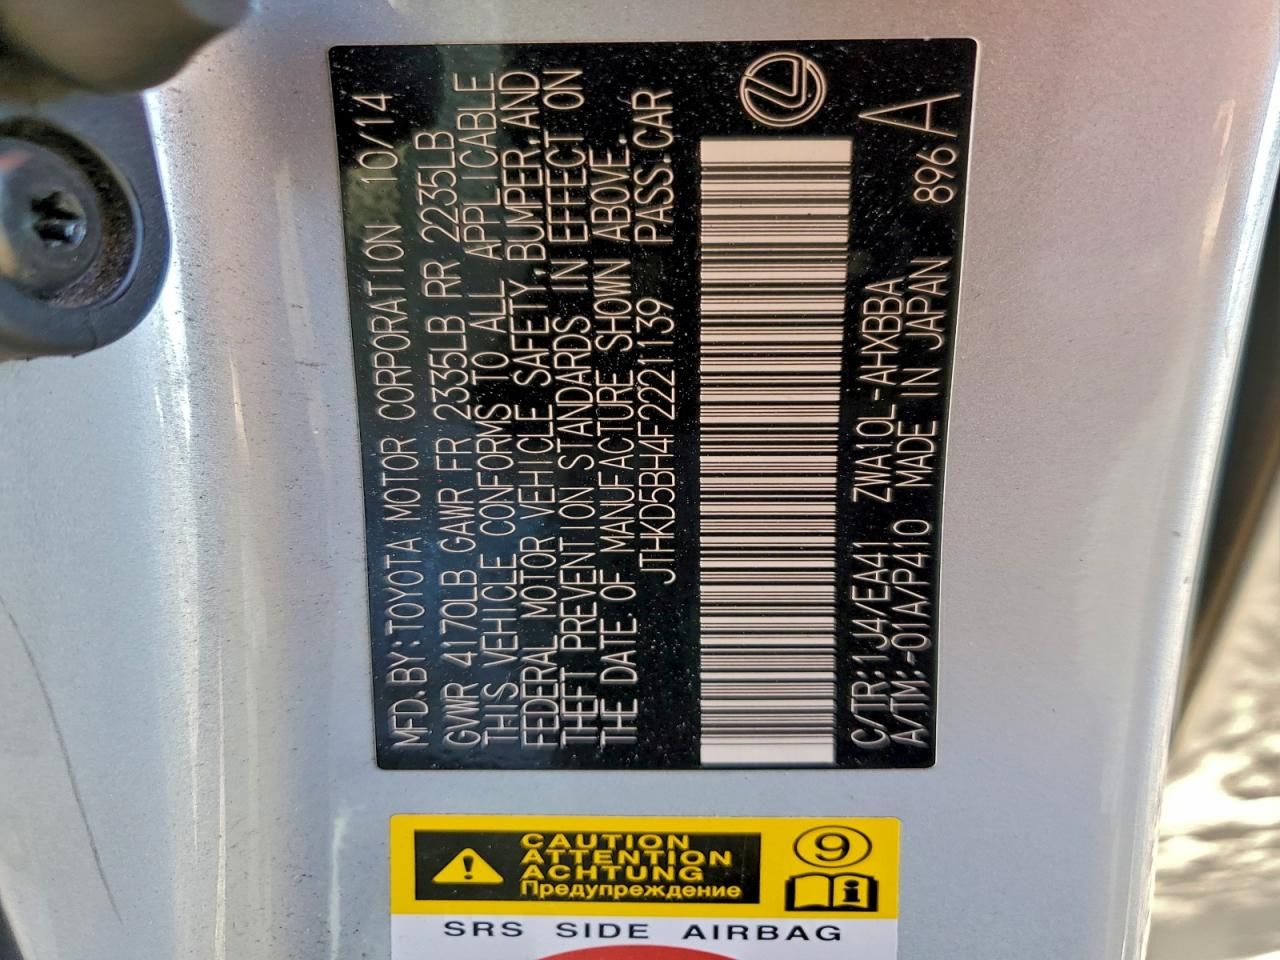 MFD.BY:TOYOTA MOTOR CORPORATION 10/14
GVWR 4170LB GAWR FR 2335LB RR 2235LB
THIS VEHICLE CONFORMS TO ALL APPLICABLE
FEDERAL MOTOR VEHICLE SAFETY,BUMPER,AND
THEFT PREVENTION STANDARDS IN EFFECT ON
THE DATE OF MANUFACTURE SHOWN ABOVE.
JTHKD5BH4F2221139 PASS.CAR
C/TR:1J4/EA41 ZWA10L-AHXBBA
A/TM:-01A/P410 MADE IN JAPAN 896 A
CAUTION
ATTENTION
ACHTUNG
Предупреждение
9
i
SRS SIDE AIRBAG